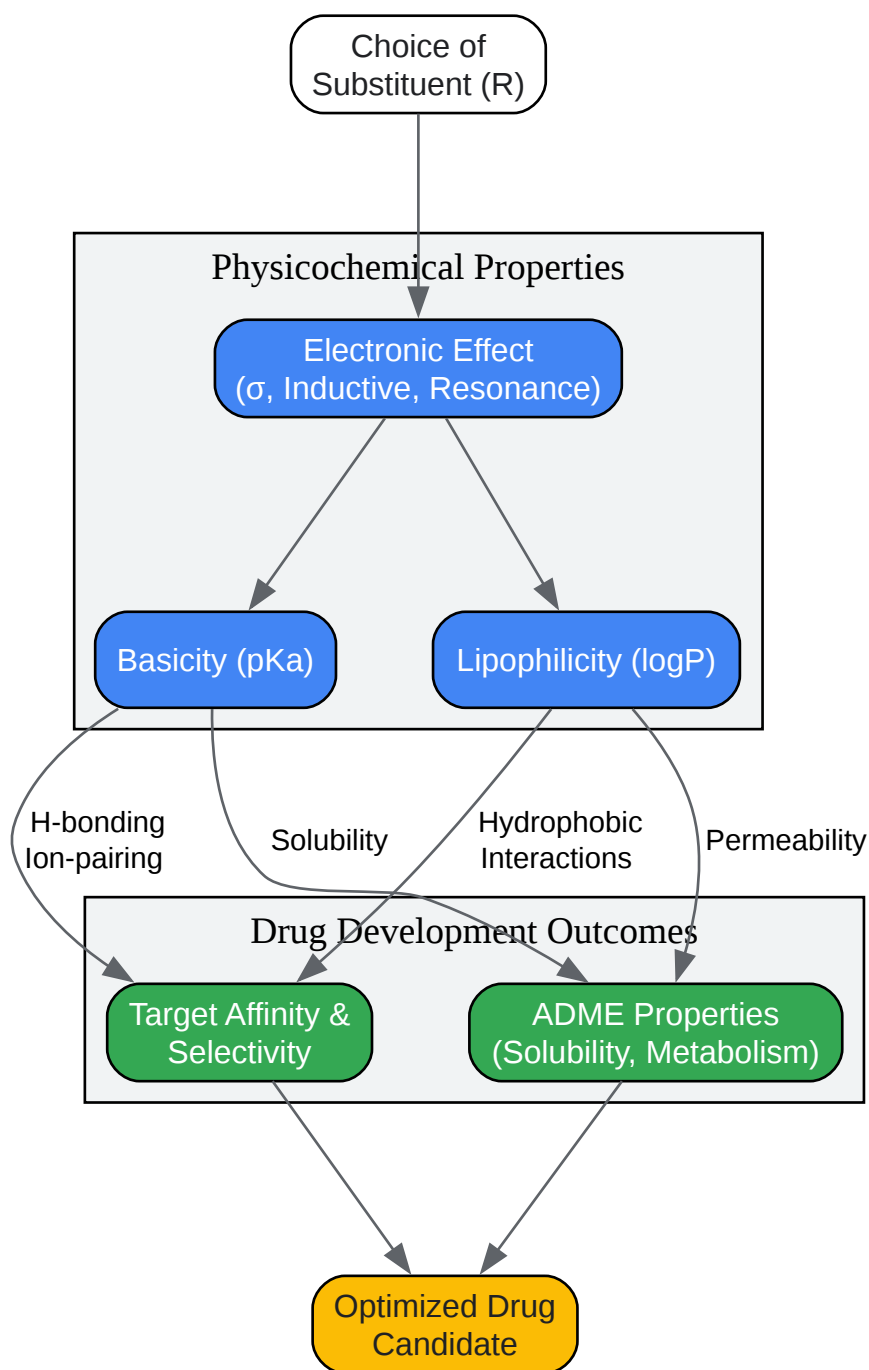 Choice of
Substituent (R)
Physicochemical Properties
Electronic Effect
(σ, Inductive, Resonance)
Basicity (pKa)
Lipophilicity (logP)
H-bonding
Ion-pairing
Solubility
Hydrophobic
Interactions
Permeability
Drug Development Outcomes
Target Affinity &
Selectivity
ADME Properties
(Solubility, Metabolism)
Optimized Drug
Candidate